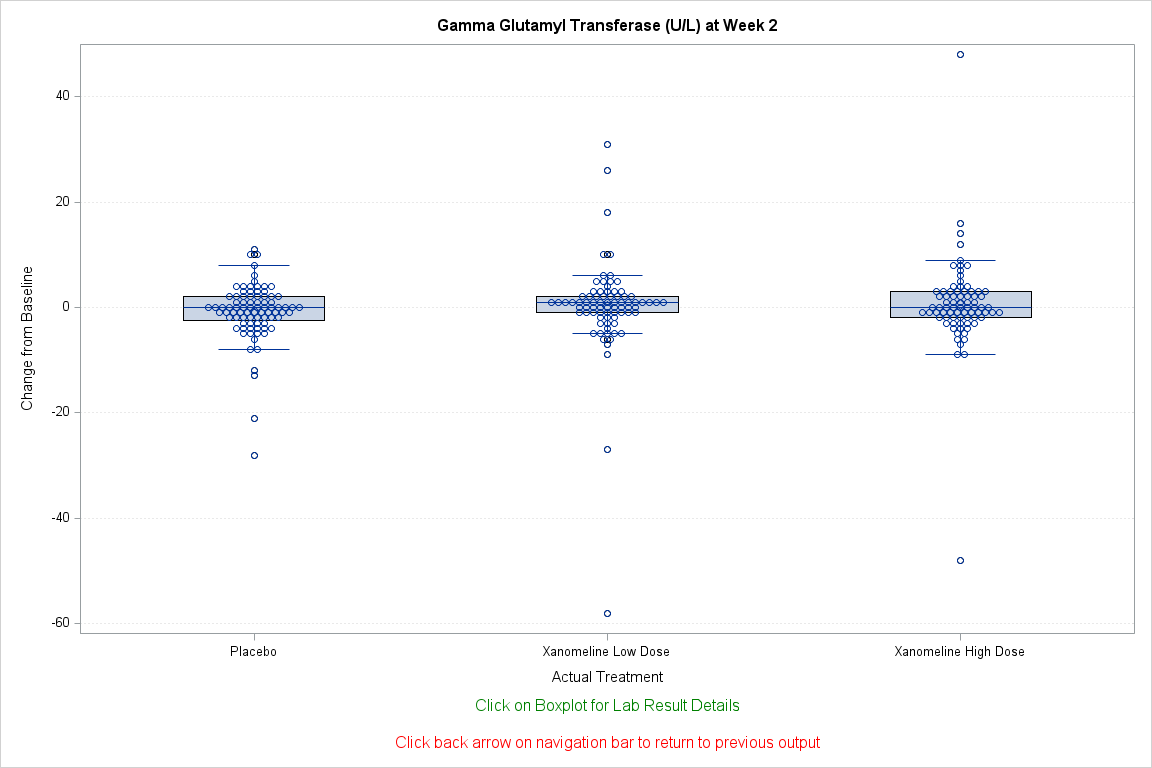 Gamma Glutamyl Transferase (U/L) at Week 2
40
20
0
-20
-40
-60
Change from Baseline
Placebo
Xanomeline Low Dose
Xanomeline High Dose
Actual Treatment
Click on Boxplot for Lab Result Details
Click back arrow on navigation bar to return to previous output